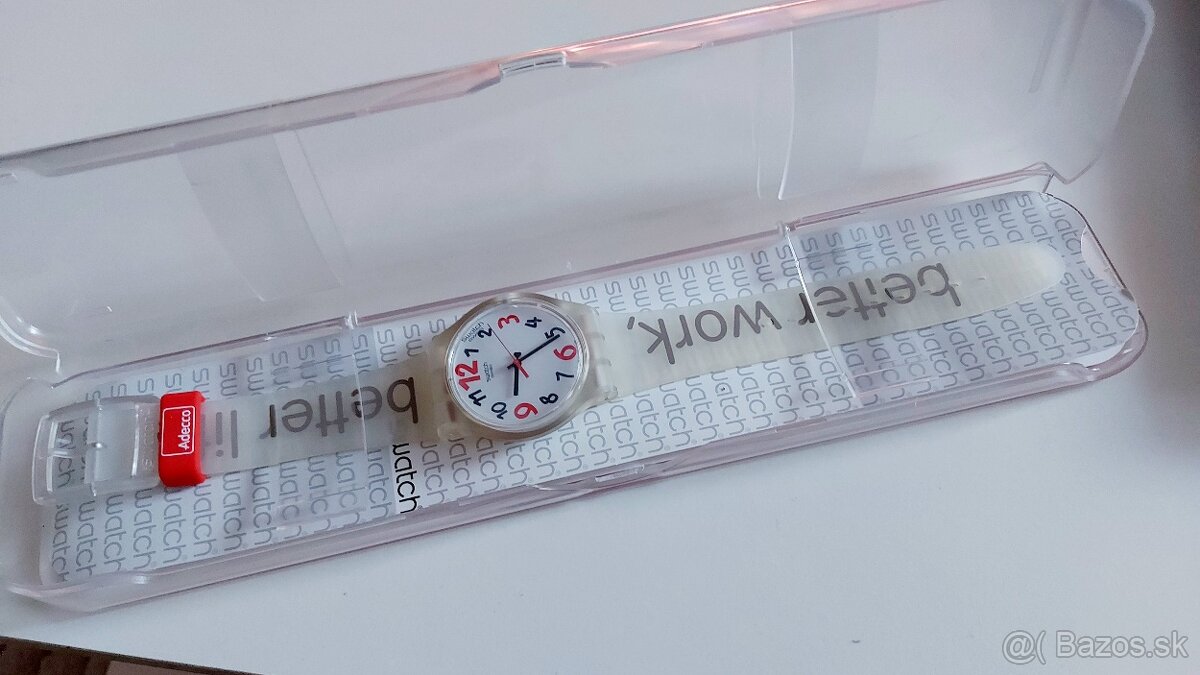 better work,
better li
Adecco
12
1
2
3
4
5
6
7
8
9
10
11
swatch
@( Bazos.sk